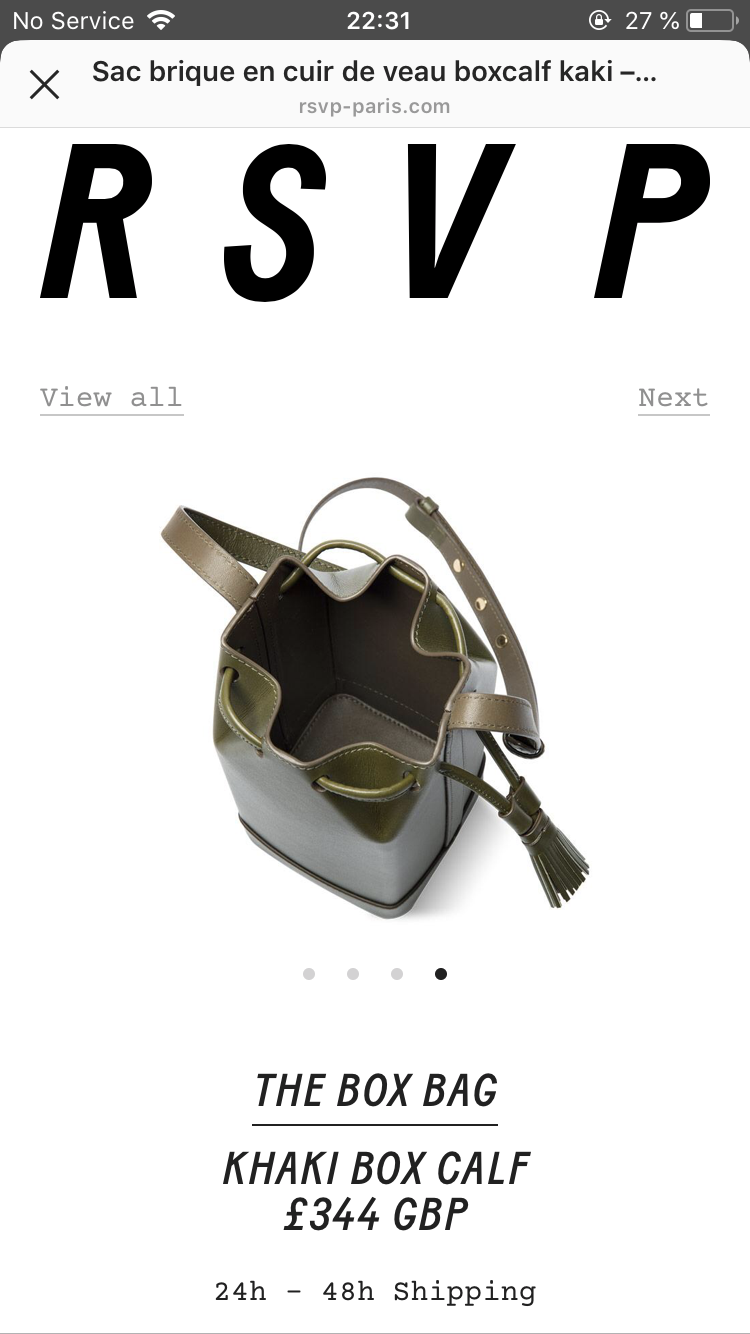 No Service 22:31 27 %
Sac brique en cuir de veau boxcalf kaki –...
rsvp-paris.com
R S V P
View all Next
THE BOX BAG
KHAKI BOX CALF
£344 GBP
24h - 48h Shipping